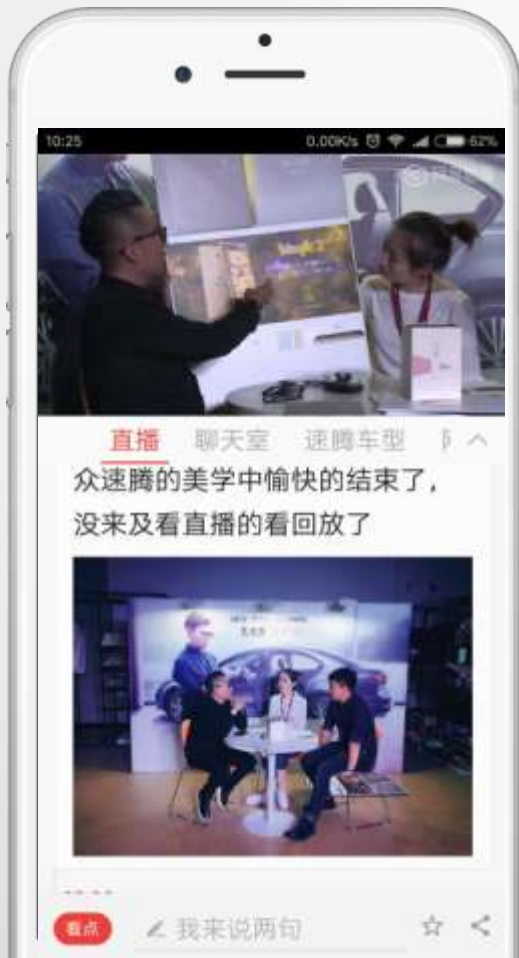 10:25
0.00K/s
62%
直播 聊天室 速腾车型
众速腾的美学中愉快的结束了，
没来及看直播的看回放了
看点
我来说两句